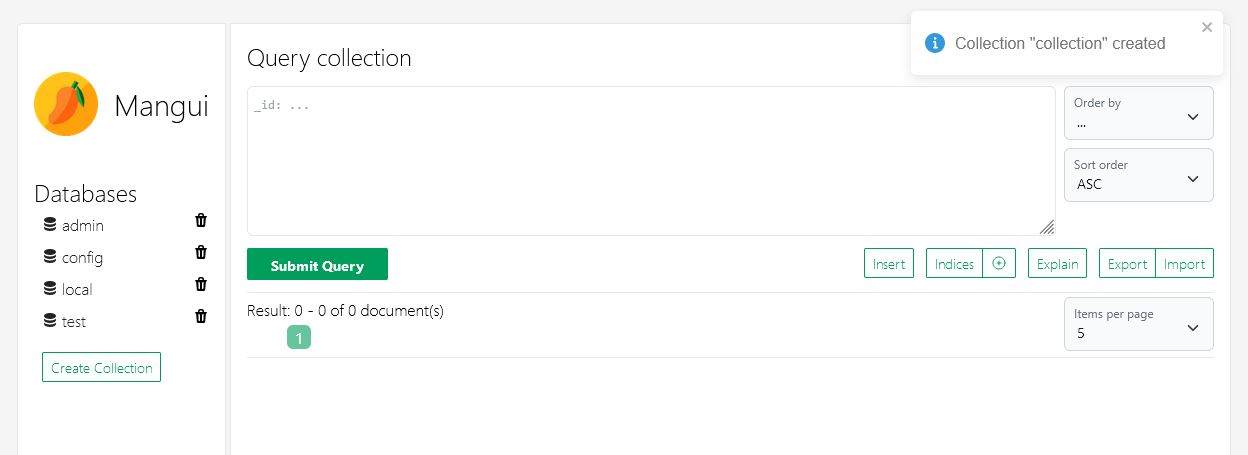 Mangui
Databases
admin
config
local
test
Create Collection
Query collection
Collection "collection" created
_id: ...
Order by
...
Sort order
ASC
Submit Query
Insert
Indices
Explain
Export
Import
Result: 0 - 0 of 0 document(s)
1
Items per page
5